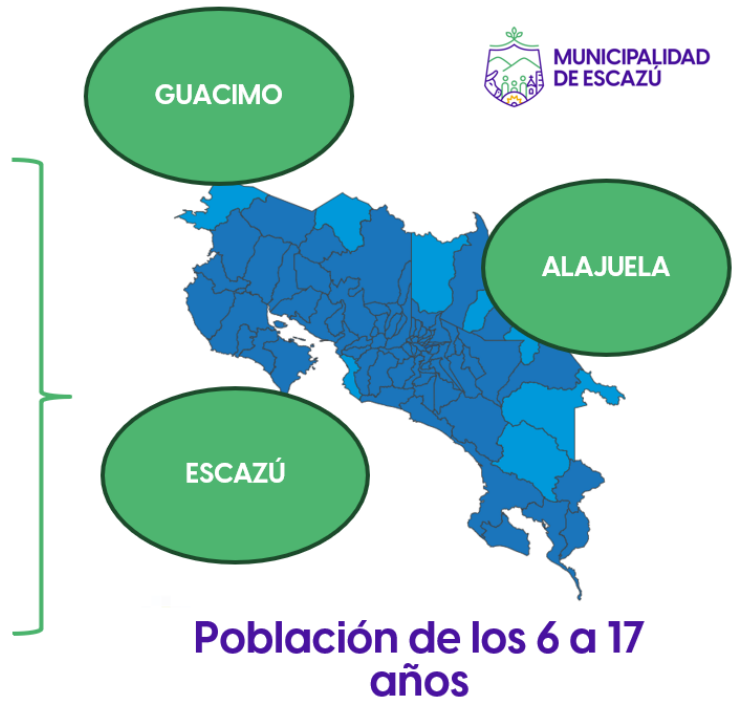 GUACIMO
MUNICIPALIDAD
DE ESCAZÚ
ALAJUELA
ESCAZÚ
Población de los 6 a 17
años